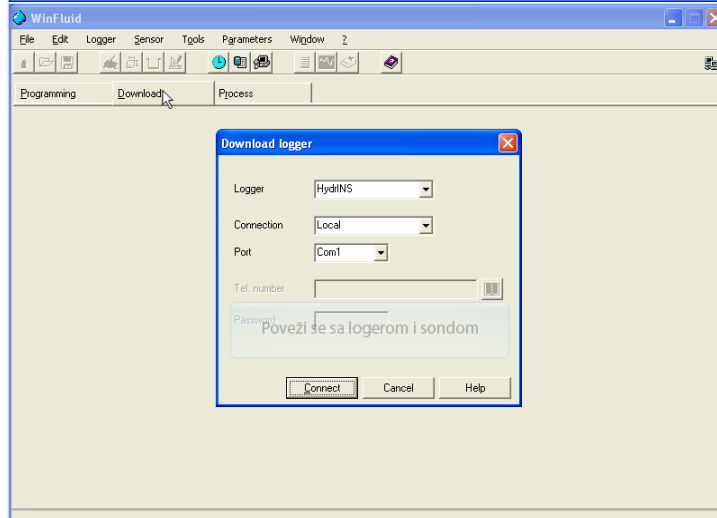 WinFluid
File Edit Logger Sensor Tools Parameters Window ?
Programming Download Process
Download logger
Logger HydrINS
Connection Local
Port Com1
Tel. number
Password
Poveži se sa logerom i sondom
Connect Cancel Help